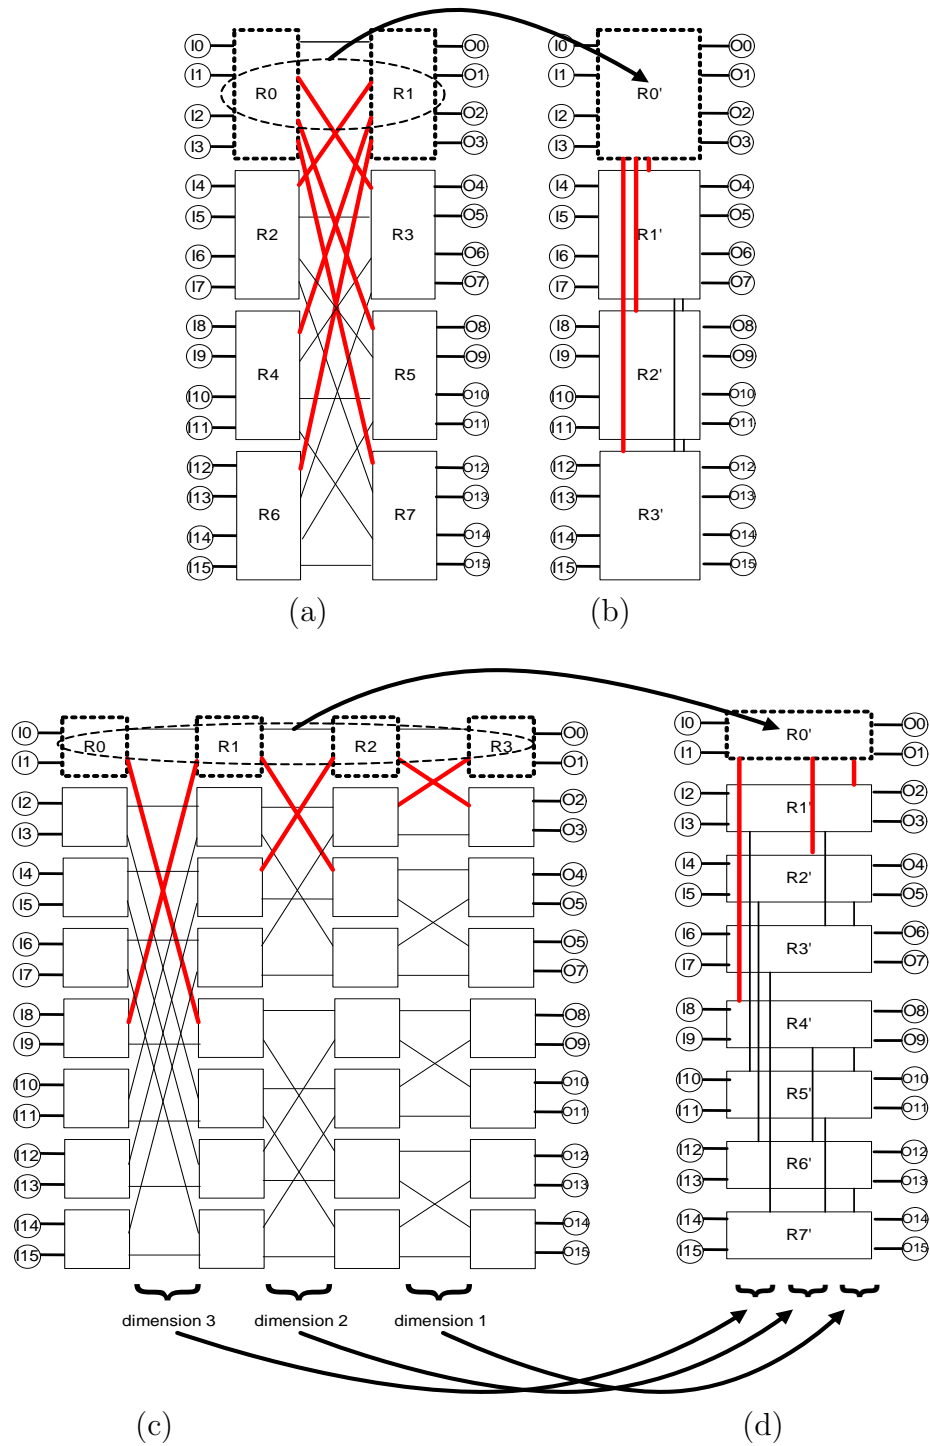 I0 R0 R1 O0 I0 R0' O0
I1 O1 I1 O1
I2 O2 I2 O2
I3 O3 I3 O3
I4 O4 I4 O4
I5 R2 R3 O5 I5 R1' O5
I6 O6 I6 O6
I7 O7 I7 O7
I8 O8 I8 O8
I9 R4 R5 O9 I9 R2' O9
I10 O10 I10 O10
I11 O11 I11 O11
I12 O12 I12 O12
I13 R6 R7 O13 I13 R3' O13
I14 O14 I14 O14
I15 O15 I15 O15
(a) (b)
I0 R0 R1 R2 R3 O0 I0 R0' O0
I1 O1 I1 O1
I2 O2 I2 R1' O2
I3 O3 I3 O3
I4 O4 I4 R2' O4
I5 O5 I5 O5
I6 O5 I6 R3' O6
I7 O7 I7 O7
I8 O8 I8 R4' O8
I9 O9 I9 O9
I10 O10 I10 R5' O10
I11 O11 I11 O11
I12 O12 I12 R6' O12
I13 O13 I13 O13
I14 O14 I14 R7' O14
I15 O15 I15 O15
dimension 3 dimension 2 dimension 1
(c) (d)